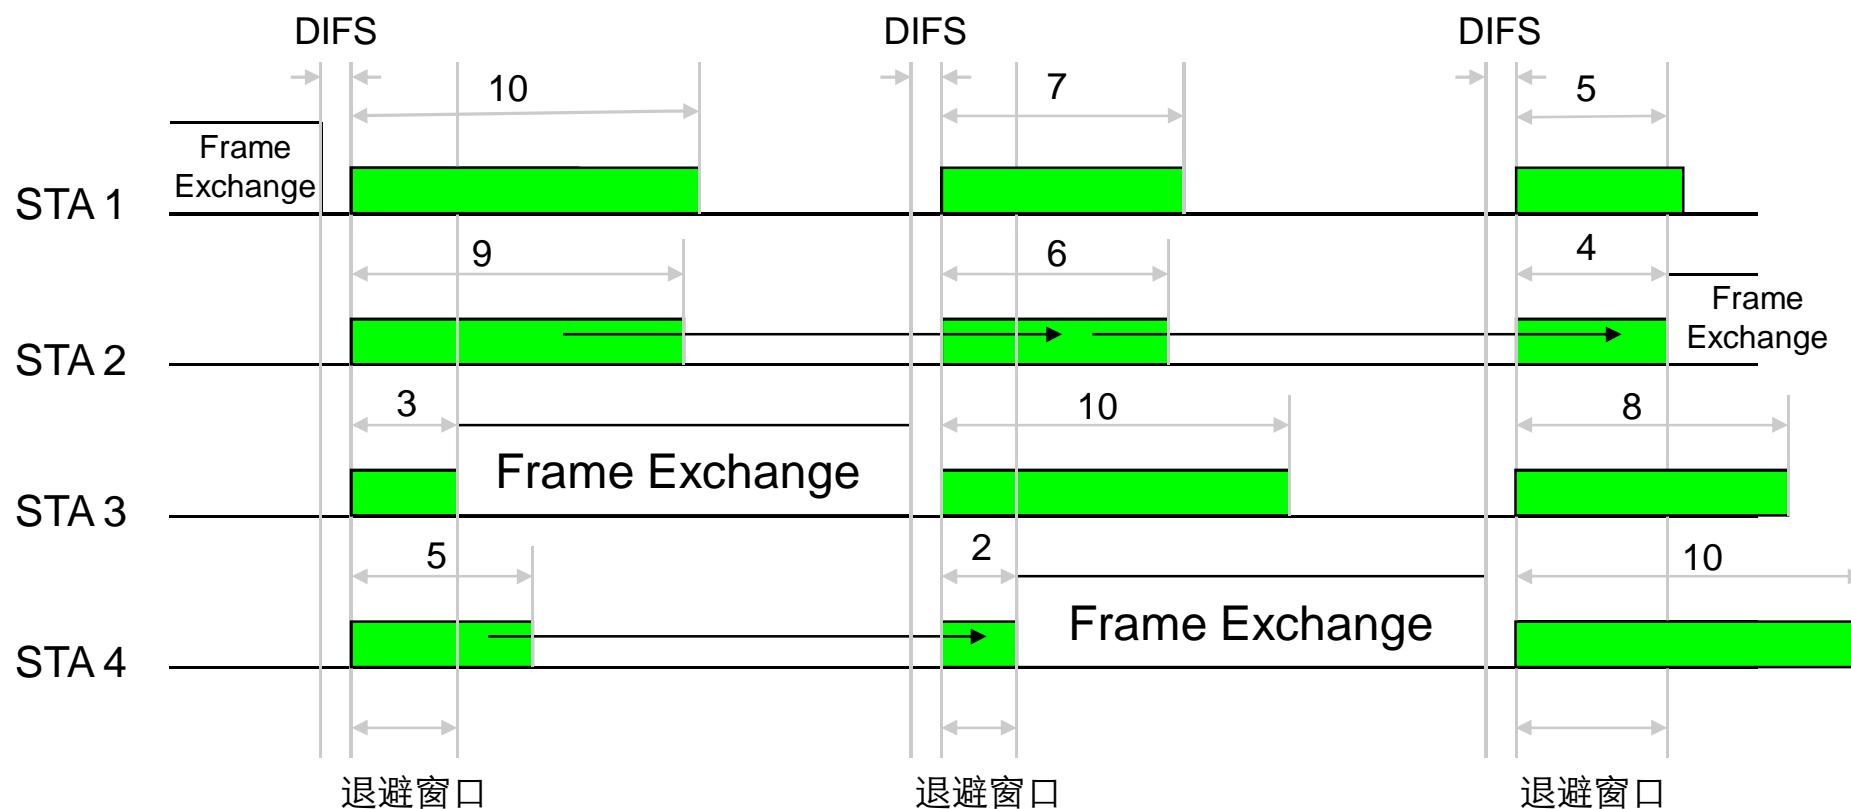 DIFS DIFS DIFS
10 7 5
Frame
Exchange
STA 1
9 6 4
Frame
Exchange
STA 2
3 10 8
Frame Exchange
STA 3
5 2 10
Frame Exchange
STA 4
退避窗口 退避窗口 退避窗口